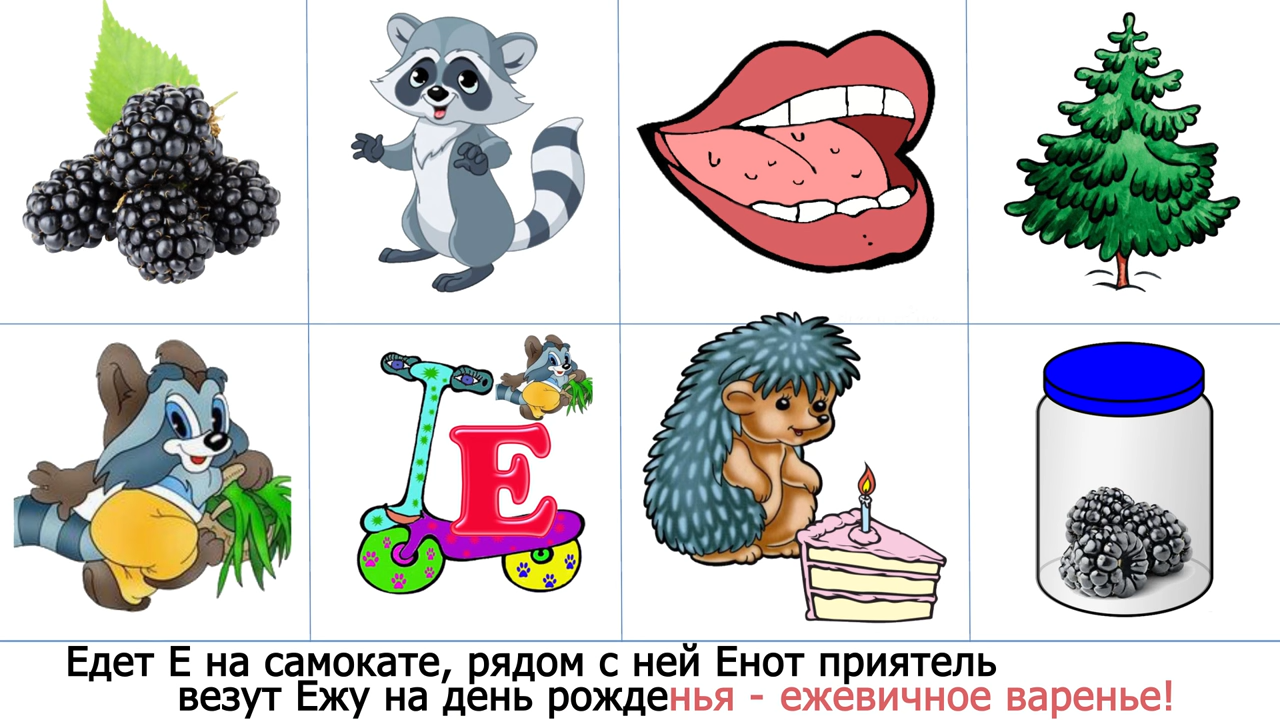 Е
Едет Е на самокате, рядом с ней Енот приятель
везут Ежу на день рожденья - ежевичное варенье!